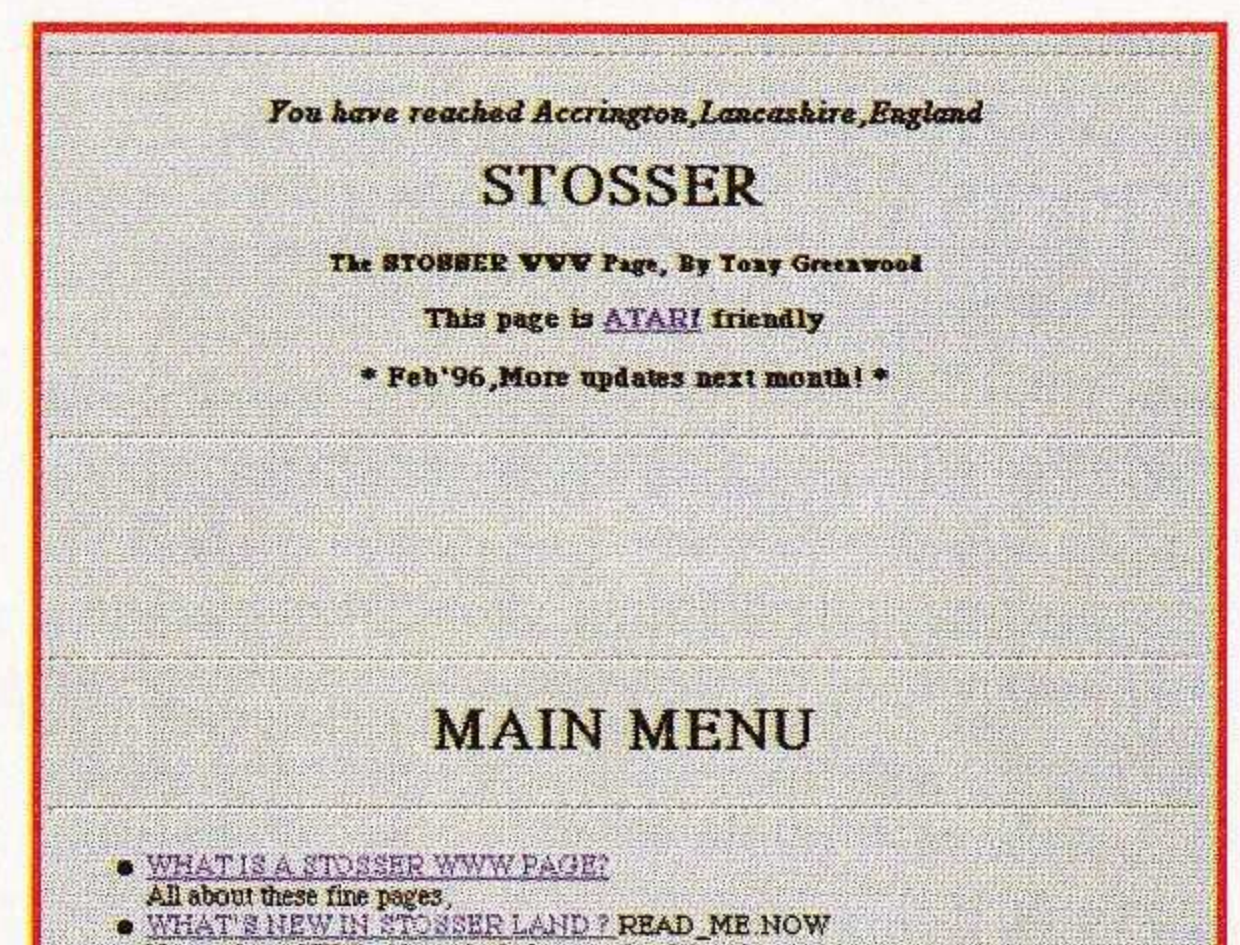 You have reached Accrington,Lancashire,England
STOSSER
The STOSSER WWW Page, By Tony Greenwood
This page is ATARI friendly
* Feb'96,More updates next month! *
MAIN MENU
• WHAT IS A STOSSER WWW PAGE?
All about these fine pages,
• WHAT'S NEW IN STOSSER LAND ? READ_ME NOW